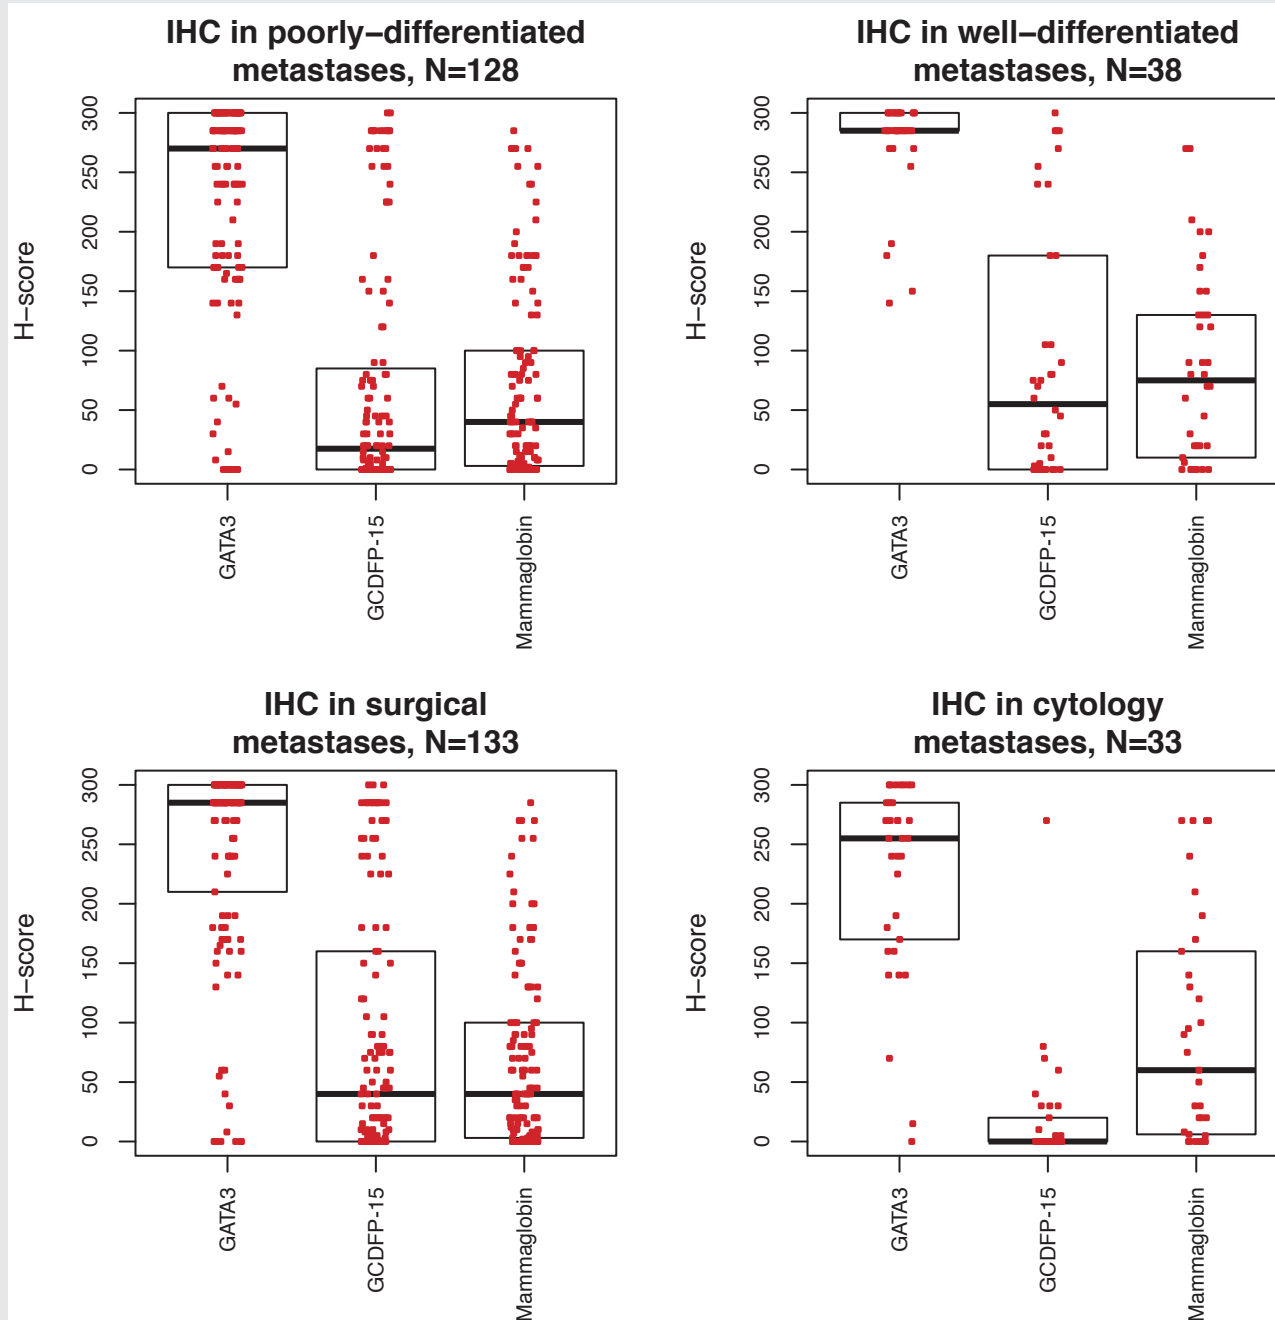 IHC in poorly–differentiated
metastases, N=128
H–score
300
250
200
150
100
50
0
GATA3
GCDFP-15
Mammaglobin
IHC in well–differentiated
metastases, N=38
H–score
300
250
200
150
100
50
0
GATA3
GCDFP-15
Mammaglobin
IHC in surgical
metastases, N=133
H–score
300
250
200
150
100
50
0
GATA3
GCDFP-15
Mammaglobin
IHC in cytology
metastases, N=33
H–score
300
250
200
150
100
50
0
GATA3
GCDFP-15
Mammaglobin